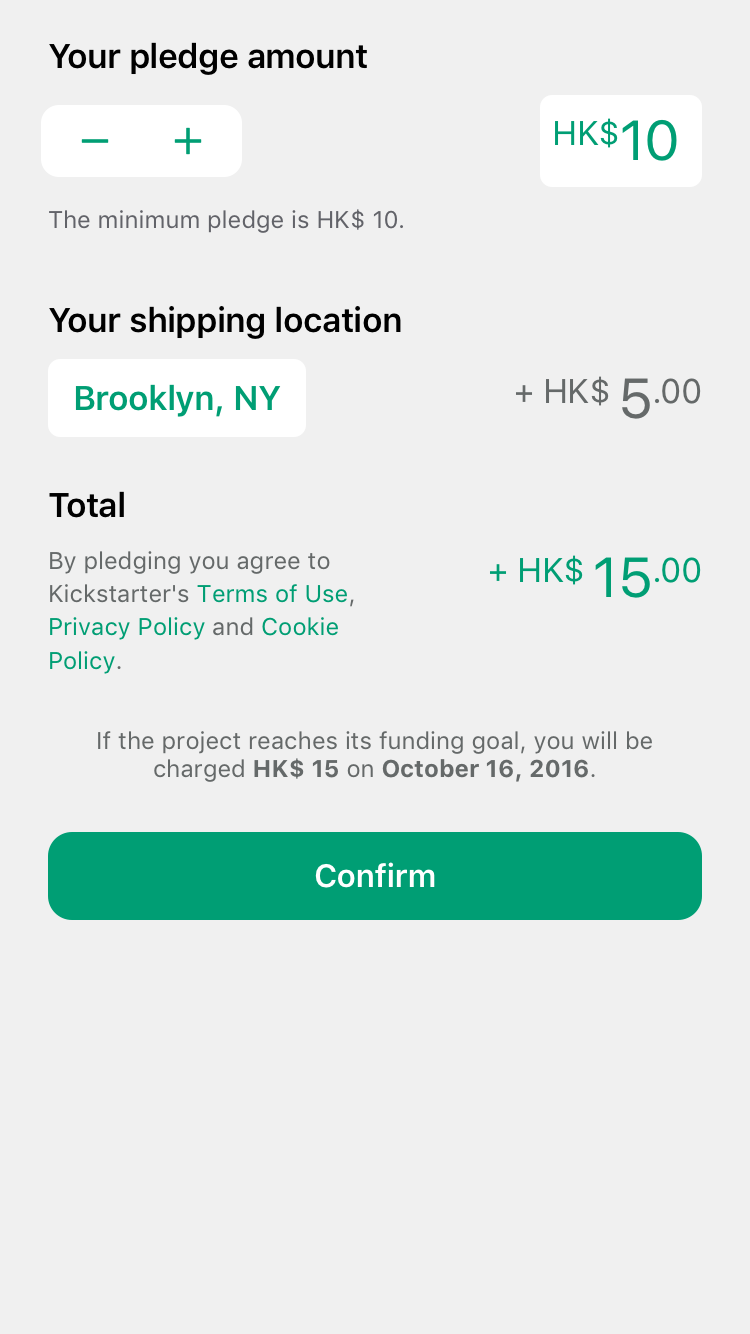 Your pledge amount
− +
HK$10
The minimum pledge is HK$ 10.
Your shipping location
Brooklyn, NY
+ HK$ 5.00
Total
By pledging you agree to
Kickstarter's Terms of Use,
Privacy Policy and Cookie
Policy.
+ HK$ 15.00
If the project reaches its funding goal, you will be
charged HK$ 15 on October 16, 2016.
Confirm